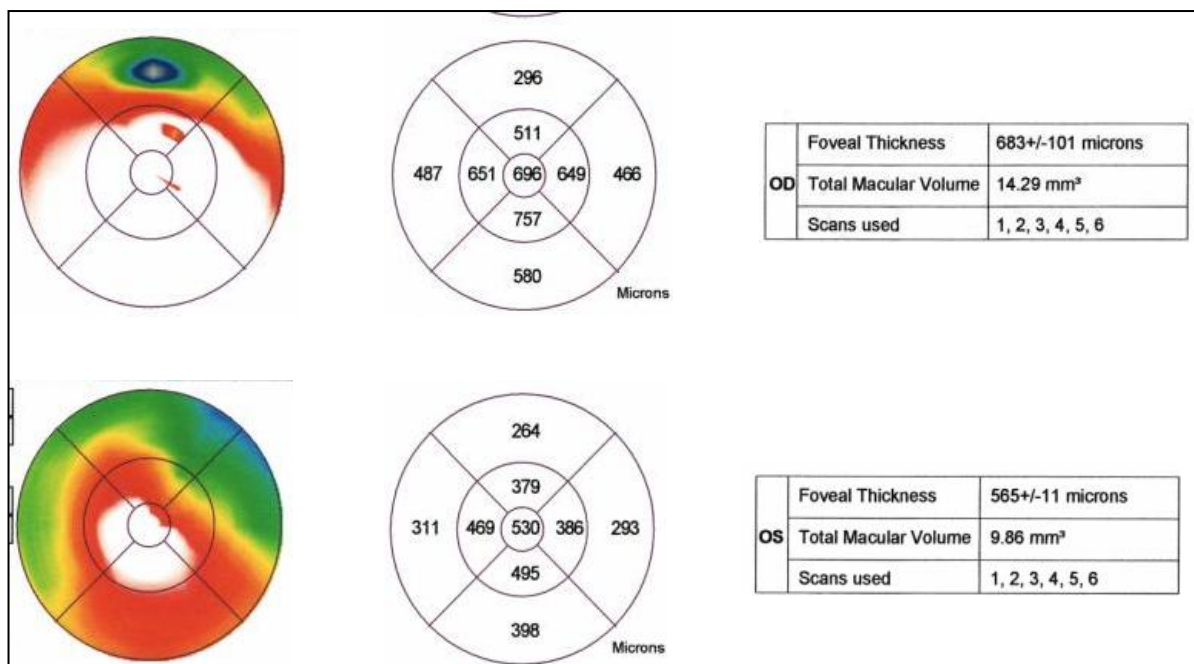 296
511
487 651 696 649 466
757
580
Microns
OD
Foveal Thickness 683+/-101 microns
Total Macular Volume 14.29 mm³
Scans used 1, 2, 3, 4, 5, 6
264
379
311 469 530 386 293
495
398
Microns
OS
Foveal Thickness 565+/-11 microns
Total Macular Volume 9.86 mm³
Scans used 1, 2, 3, 4, 5, 6